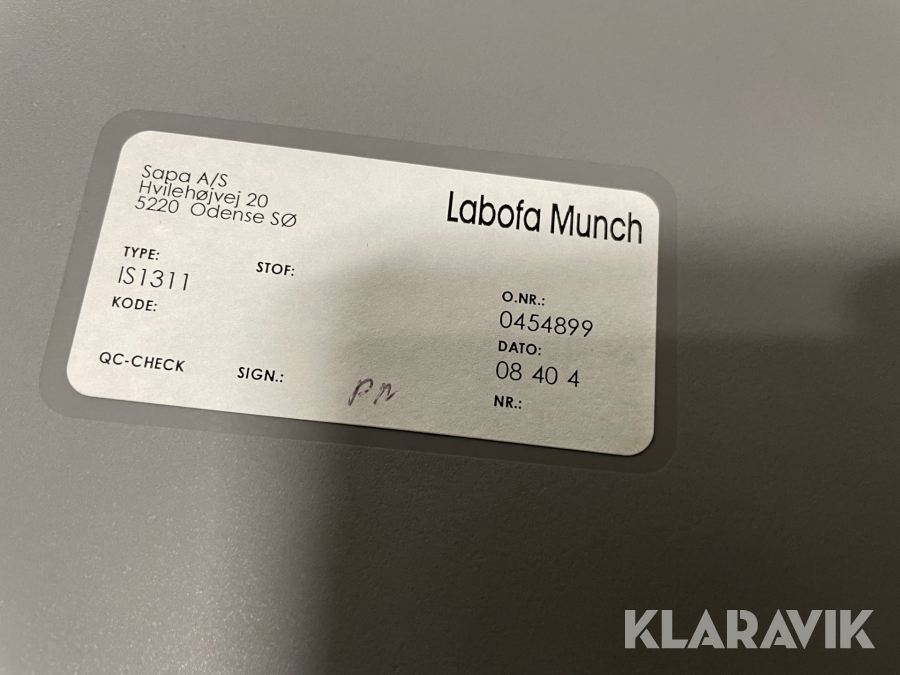 Sapa A/S
Hvilehøjvej 20
5220 Odense SØ
Labofa Munch
TYPE:
IS1311
STOF:
KODE:
O.NR.:
0454899
DATO:
08 40 4
NR.:
QC-CHECK
SIGN.:
KLARAVIK